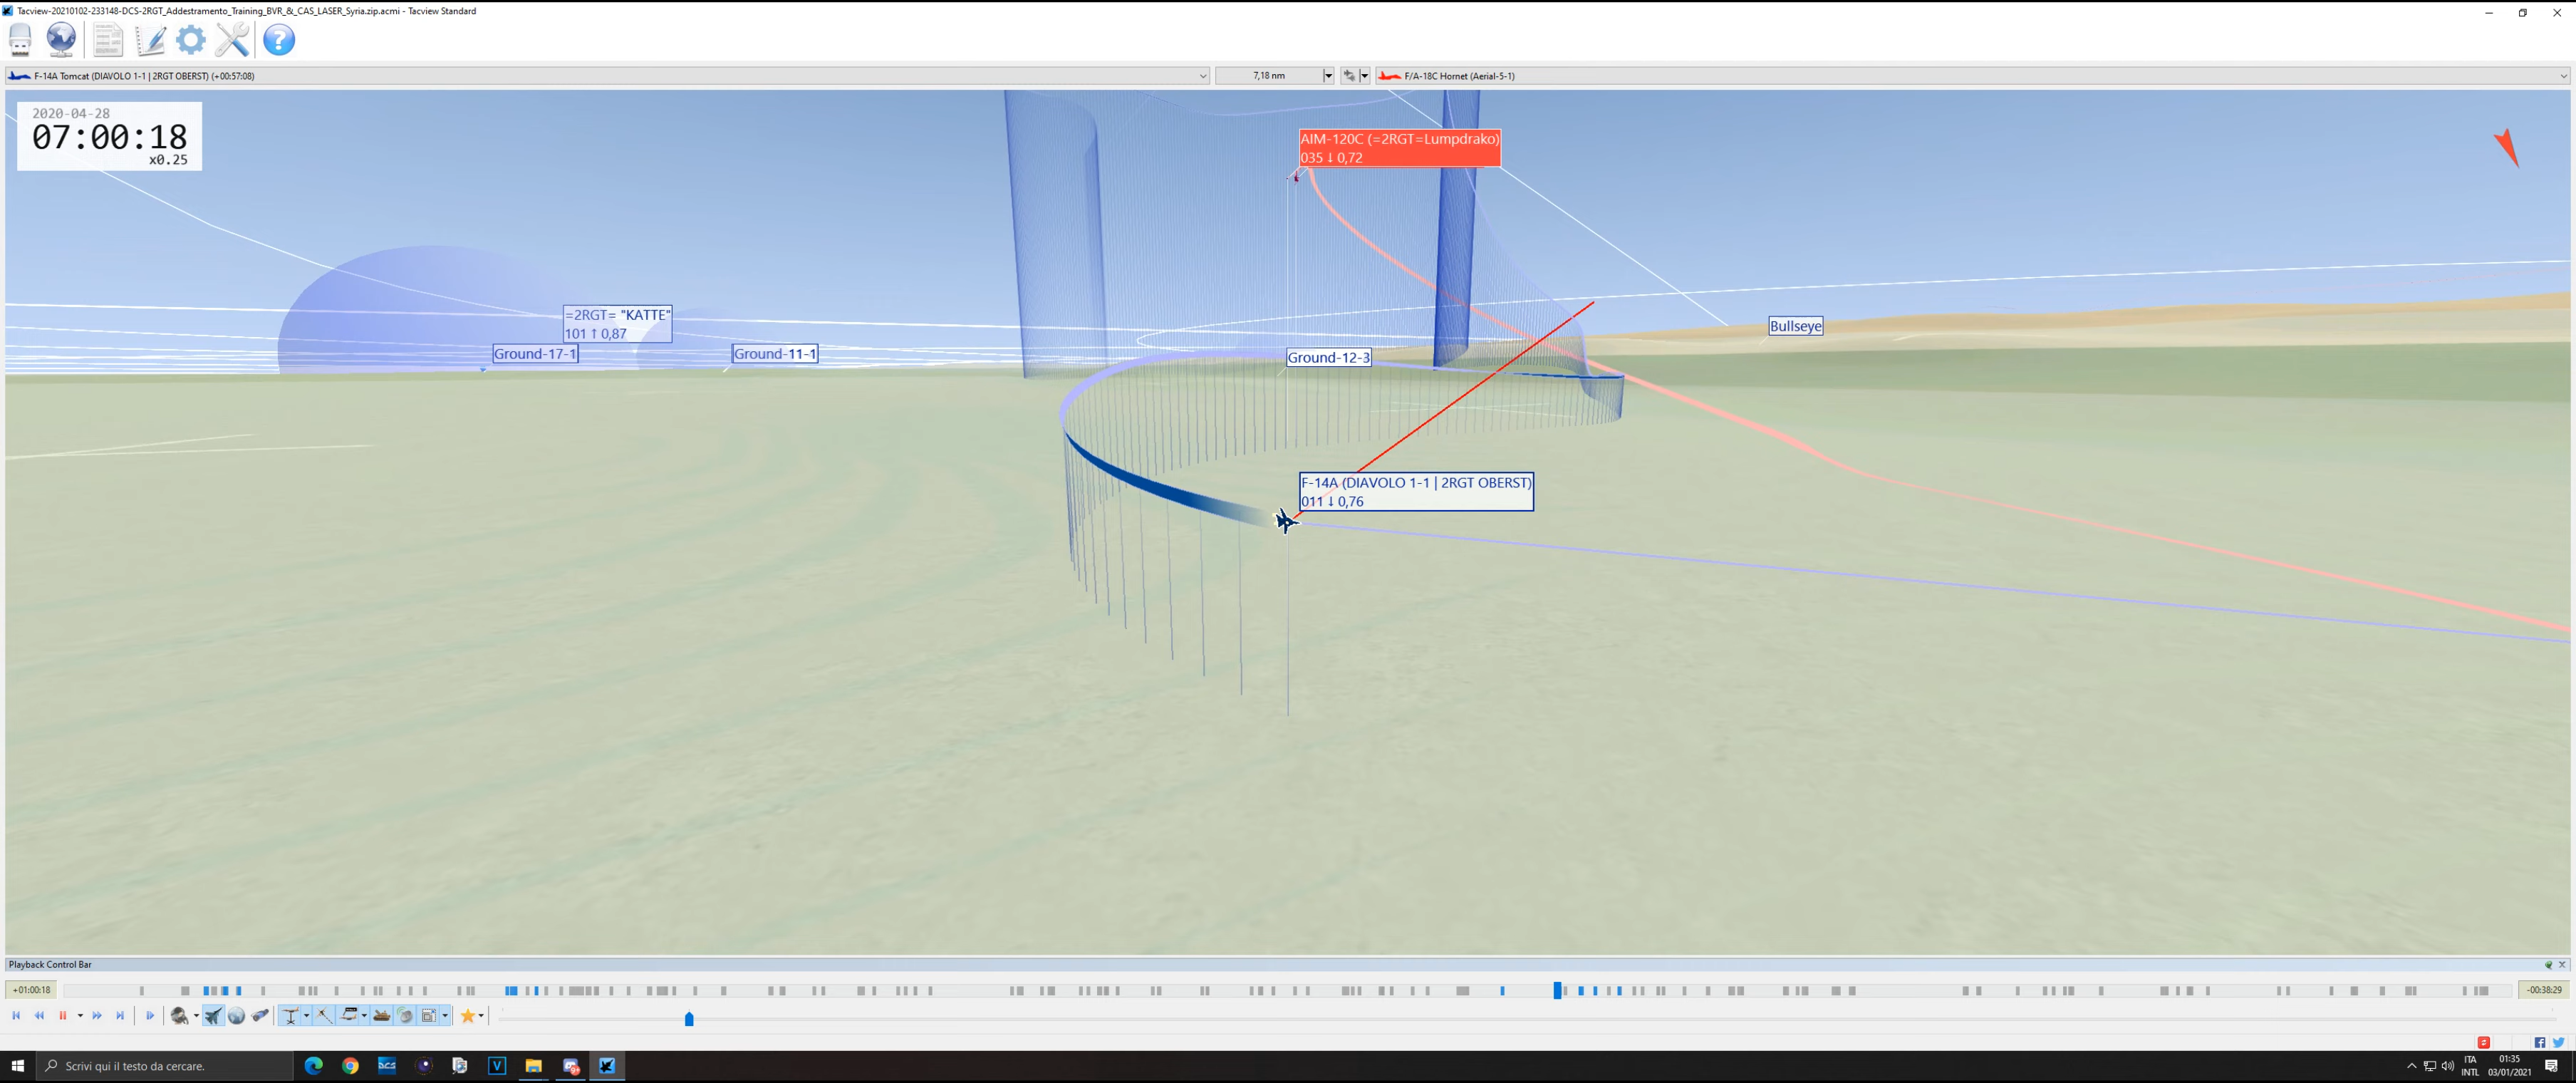 Tacview-20210102-233148-DCS-2RGT_Addestramento_Training_BVR_&_CAS_LASER_Syria.zip.acmi - Tacview Standard
F-14A Tomcat (DIAVOLO 1-1 | 2RGT OBERST) (+00:57:08)
7,18 nm
F/A-18C Hornet (Aerial-5-1)
2020-04-28
07:00:18
x0.25
AIM-120C (=2RGT=Lumpdrako)
035 ↓ 0,72
=2RGT= "KATTE"
101 ↑ 0,87
Bullseye
Ground-17-1
Ground-11-1
Ground-12-3
F-14A (DIAVOLO 1-1 | 2RGT OBERST)
011 ↓ 0,76
Playback Control Bar
+01:00:18
-00:38:29
Scrivi qui il testo da cercare.
DCS
V
ITA
INTL
01:35
03/01/2021